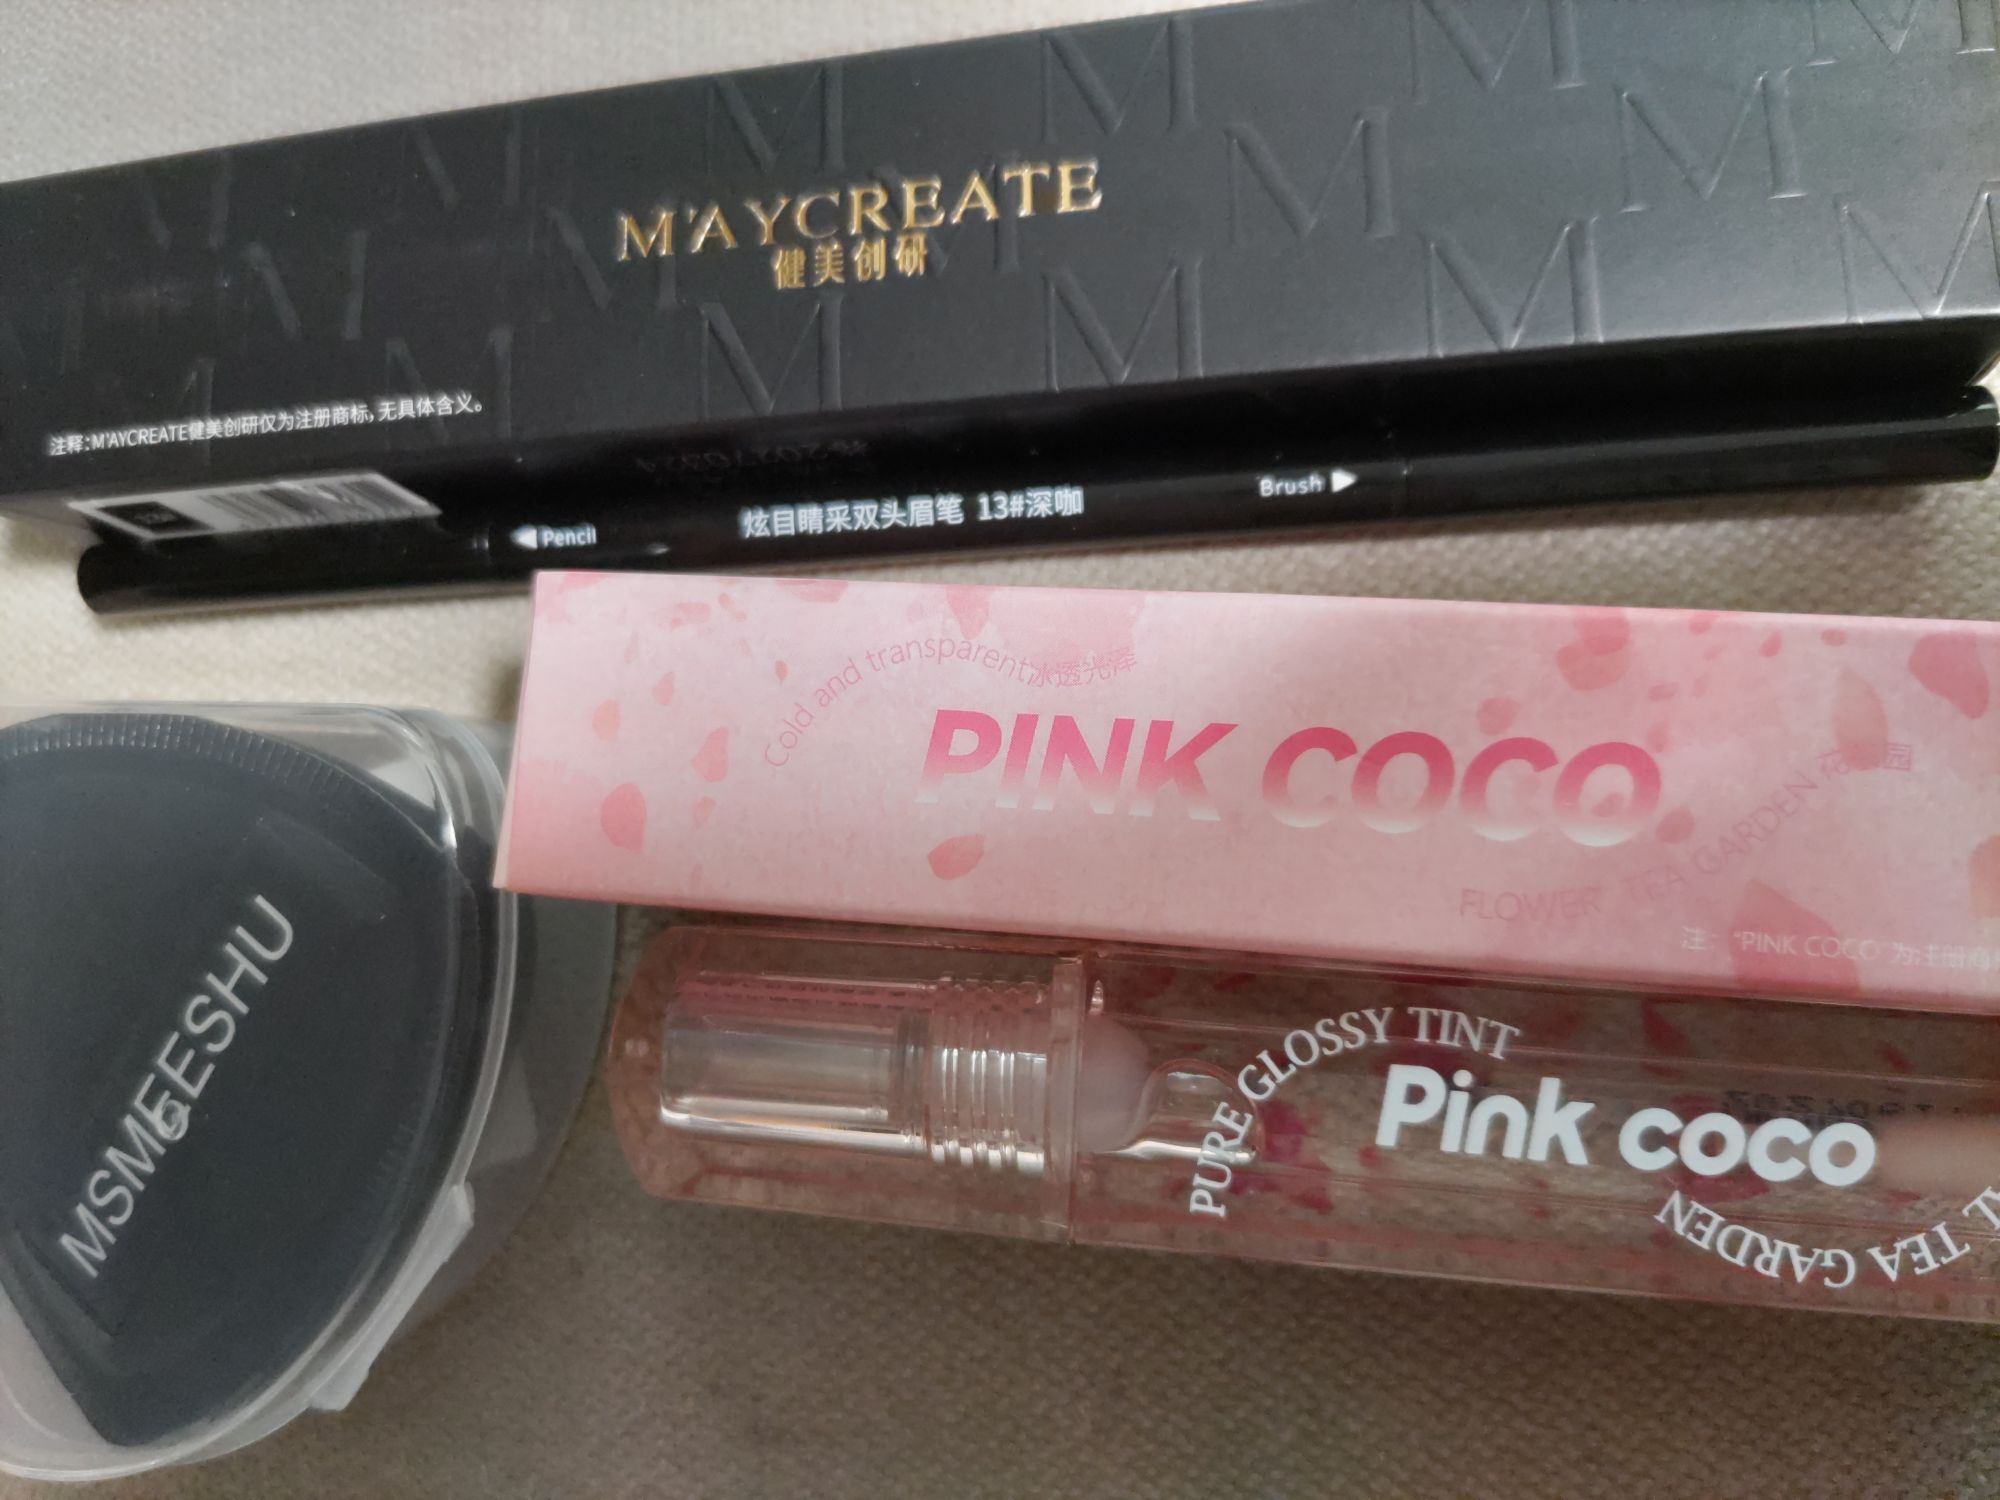 M'AYCREATE
健美创研
注释:M'AYCREATE健美创研仅为注册商标，无具体含义。
Pencil
炫目睛采双头眉笔 13#深咖
Brush
Cold and transparent冰透光泽
PINK COCO
FLOWER TEA GARDEN
注: "PINK COCO"为注册商
MSMEESHU
PURE GLOSSY TINT
Pink coco
TEA GARDEN